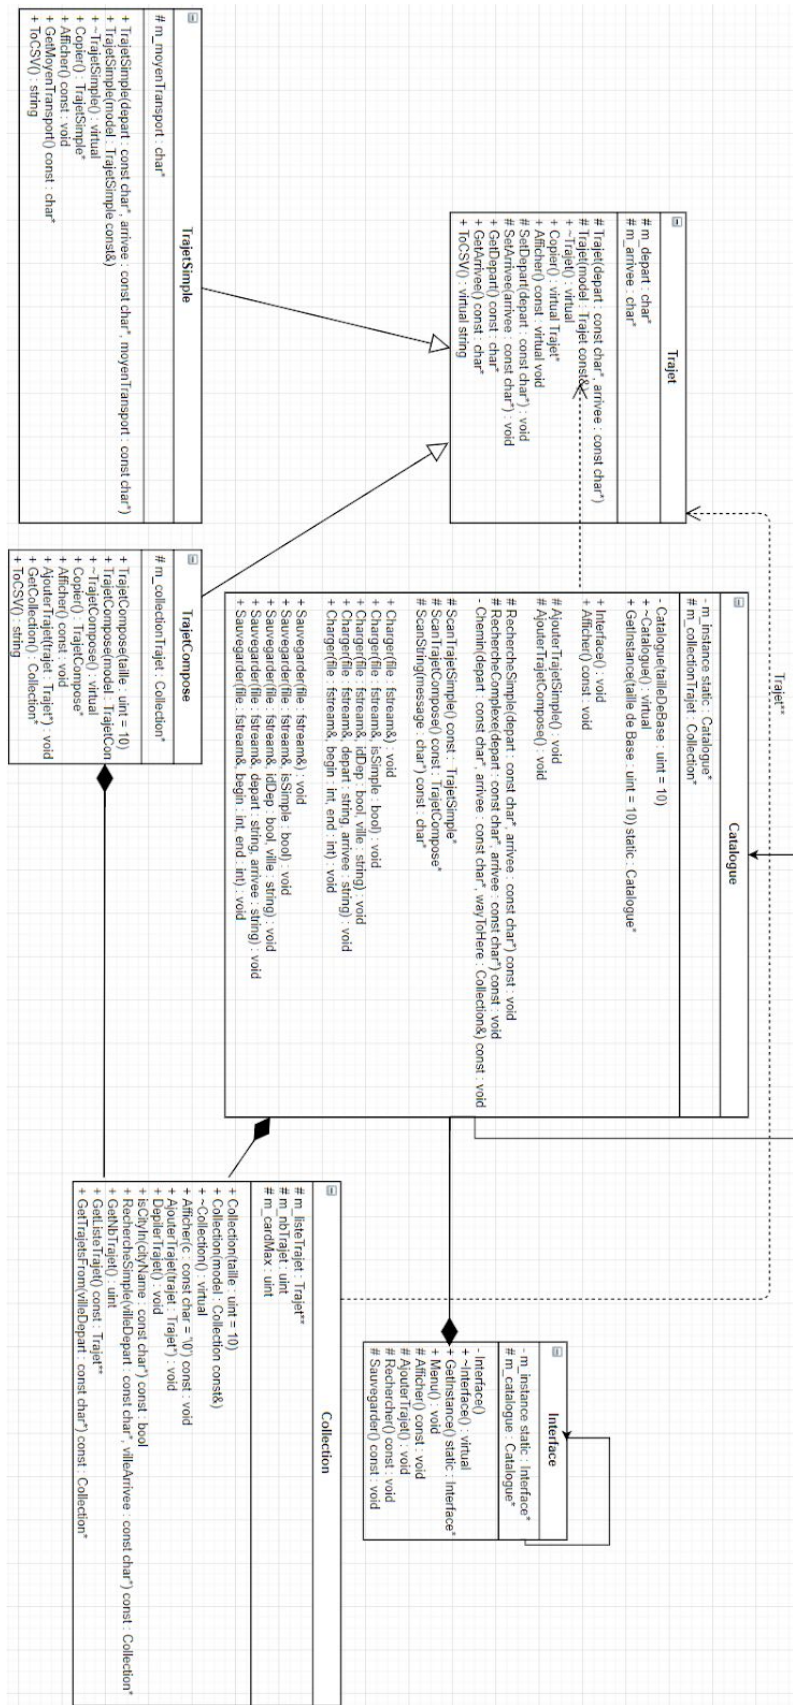 Trajet
# m_depart : char*
# m_arrivee : char*
# Trajet(depart : const char*, arrivee : const char*)
# Trajet(model : Trajet const&)
+ ~Trajet() : virtual
+ Copier() : virtual Trajet*
+ Afficher() const : virtual void
# SetDepart(depart : const char*) : void
# SetArrivee(arrivee : const char*) : void
+ GetDepart() const : char*
+ GetArrivee() const : char*
+ ToCSV() : virtual string
TrajetSimple
# m_moyenTransport : char*
+ TrajetSimple(depart : const char*, arrivee : const char*, moyenTransport : const char*)
+ TrajetSimple(model : TrajetSimple const&)
+ ~TrajetSimple() : virtual
+ Copier() : TrajetSimple*
+ Afficher() const : void
+ GetMoyenTransport() const : char*
+ ToCSV() : string
Trajet**
Catalogue
- m_instance static : Catalogue*
# m_collectionTrajet : Collection*
- Catalogue(tailleDeBase : uint = 10)
+ ~Catalogue() : virtual
+ GetInstance(taille de Base : uint = 10) static : Catalogue*
+ Interface() : void
+ Afficher() const : void
# AjouterTrajetSimple() : void
# AjouterTrajetCompose() : void
# RechercheSimple(depart : const char*, arrivee : const char*) const : void
# RechercheComplexe(depart : const char*, arrivee : const char*) const : void
- Chemin(depart : const char*, arrivee : const char*, wayToHere : Collection&) const : void
# ScanTrajetSimple() const : TrajetSimple*
# ScanTrajetCompose() const : TrajetCompose*
# ScanString(message : char*) const : char*
+ Charger(file : fstream&) : void
+ Charger(file : fstream&, isSimple : bool) : void
+ Charger(file : fstream&, idDep : bool, ville : string) : void
+ Charger(file : fstream&, depart : string, arrivee : string) : void
+ Charger(file : fstream&, begin : int, end : int) : void
+ Sauvegarder(file : fstream&) : void
+ Sauvegarder(file : fstream&, isSimple : bool) : void
+ Sauvegarder(file : fstream&, idDep : bool, ville : string) : void
+ Sauvegarder(file : fstream&, depart : string, arrivee : string) : void
+ Sauvegarder(file : fstream&, begin : int, end : int) : void
TrajetCompose
# m_collectionTrajet : Collection*
+ TrajetCompose(taille : uint = 10)
+ TrajetCompose(model : TrajetCon
+ ~TrajetCompose() : virtual
+ Copier() : TrajetCompose*
+ Afficher() const : void
+ AjouterTrajet(trajet : Trajet*) : void
+ GetCollection() : Collection*
+ ToCSV() : string
Interface
- m_instance static : Interface*
# m_catalogue : Catalogue*
- Interface()
+ ~Interface() : virtual
+ GetInstance() static : Interface*
+ Menu() : void
# Afficher() const : void
# AjouterTrajet() : void
# Rechercher() const : void
# Sauvegarder() const : void
Collection
# m_listeTrajet : Trajet**
# m_nbTrajet : uint
# m_cardMax : uint
+ Collection(taille : uint = 10)
+ Collection(model : Collection const&)
+ ~Collection() : virtual
+ Afficher(c : const char = '\0') const : void
+ AjouterTrajet(trajet : Trajet*) : void
+ DepilerTrajet() : void
+ isCityIn(cityName : const char*) const : bool
+ RechercheSimple(villeDepart : const char*, villeArrivee : const char*) const : Collection*
+ GetNbTrajet() : uint
+ GetListeTrajet() const : Trajet**
+ GetTrajetsFrom(villeDepart : const char*) const : Collection*